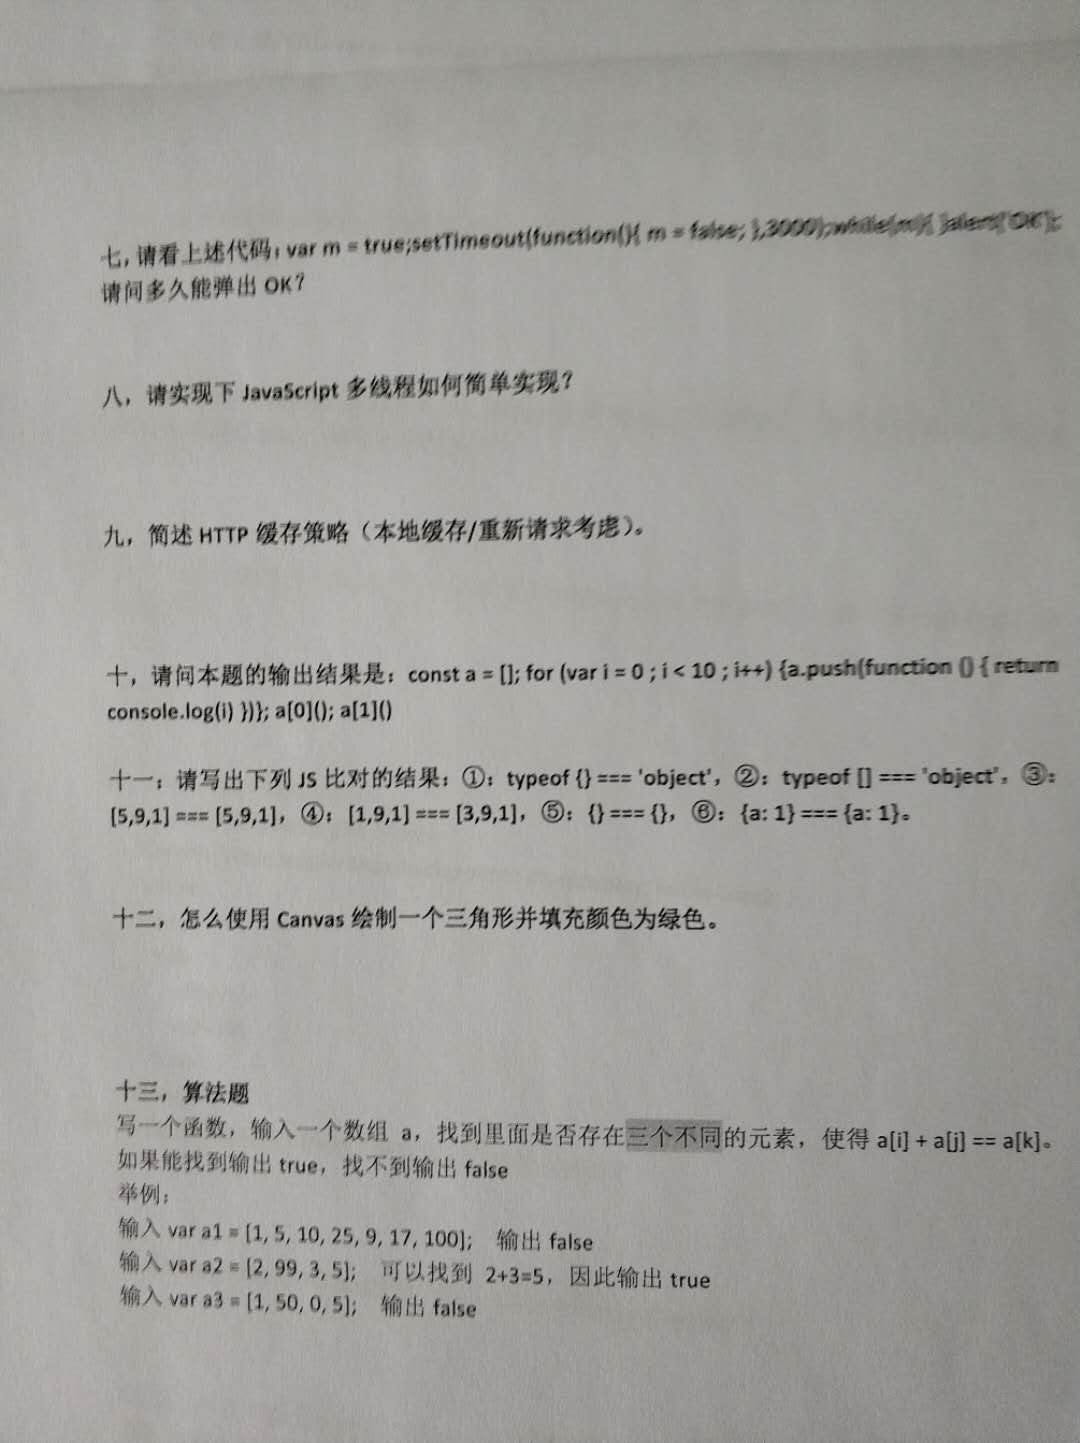 七，请看上述代码；var m = true;setTimeout(function(){ m = false; },3000);while(m){ }alert('OK');
请问多久能弹出 OK？
八，请实现下 JavaScript 多线程如何简单实现？
九，简述 HTTP 缓存策略（本地缓存/重新请求考虑）。
十，请问本题的输出结果是：const a = []; for (var i = 0 ; i < 10 ; i++) {a.push(function () { return
console.log(i) })}; a[0](); a[1]()
十一；请写出下列 JS 比对的结果：①：typeof {} === 'object'，②：typeof [] === 'object'，③：
[5,9,1] === [5,9,1]，④：[1,9,1] === [3,9,1]，⑤：{} === {}，⑥：{a: 1} === {a: 1}。
十二，怎么使用 Canvas 绘制一个三角形并填充颜色为绿色。
十三，算法题
写一个函数，输入一个数组 a，找到里面是否存在三个不同的元素，使得 a[i] + a[j] == a[k]。
如果能找到输出 true，找不到输出 false
举例：
输入 var a1 = [1, 5, 10, 25, 9, 17, 100]; 输出 false
输入 var a2 = [2, 99, 3, 5]; 可以找到 2+3=5，因此输出 true
输入 var a3 = [1, 50, 0, 5]; 输出 false